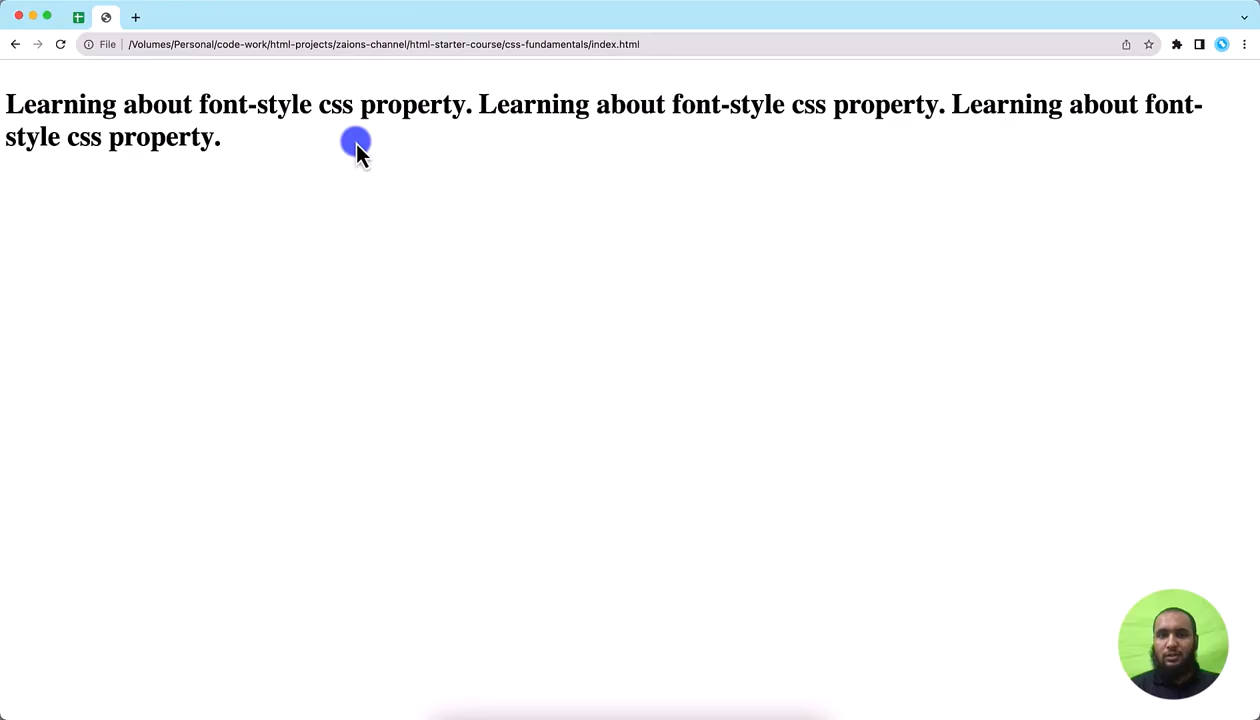 File
/Volumes/Personal/code-work/html-projects/zaions-channel/html-starter-course/css-fundamentals/index.html
Learning about font-style css property. Learning about font-style css property. Learning about font-
style css property.